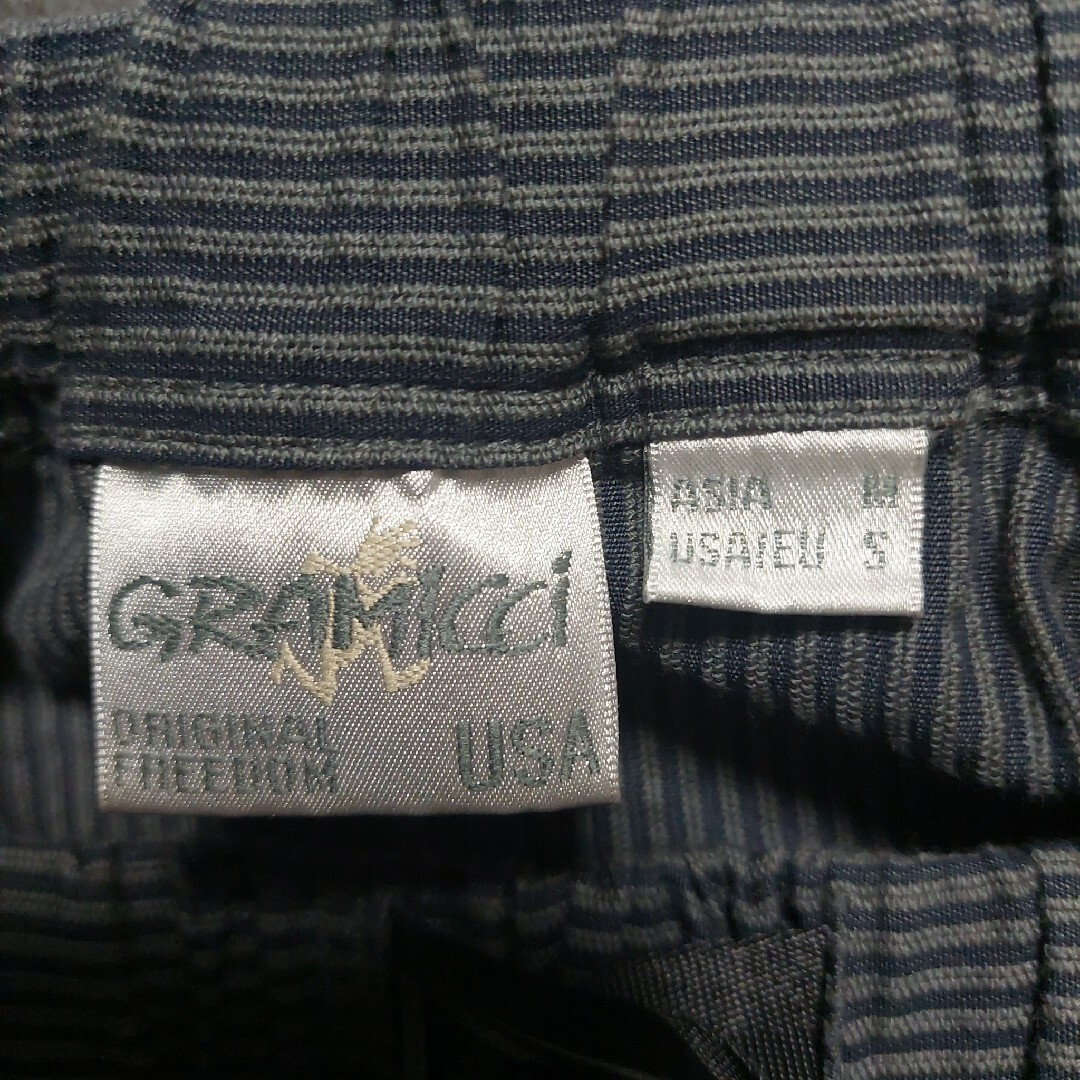 GRAMICCI
ORIGINAL
FREEDOM
USA
ASIA M
USA/EU S